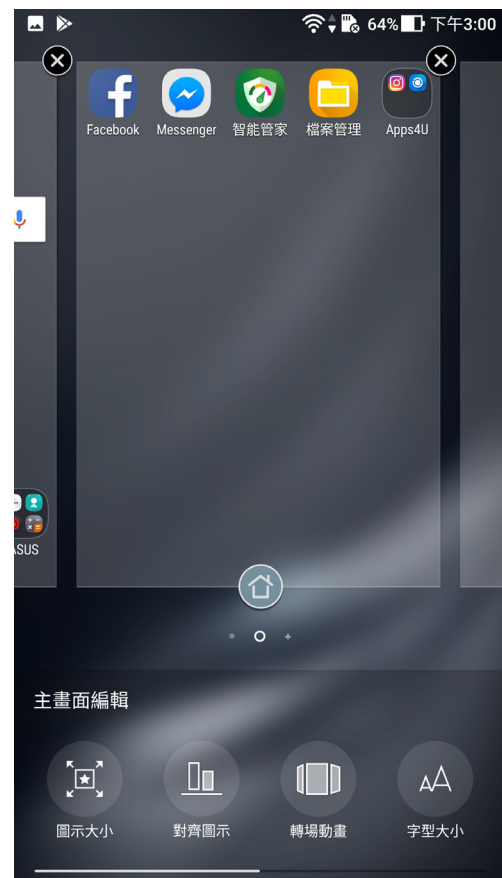 64% 下午3:00
Facebook Messenger 智能管家 檔案管理 Apps4U
ASUS
主畫面編輯
圖示大小 對齊圖示 轉場動畫 字型大小